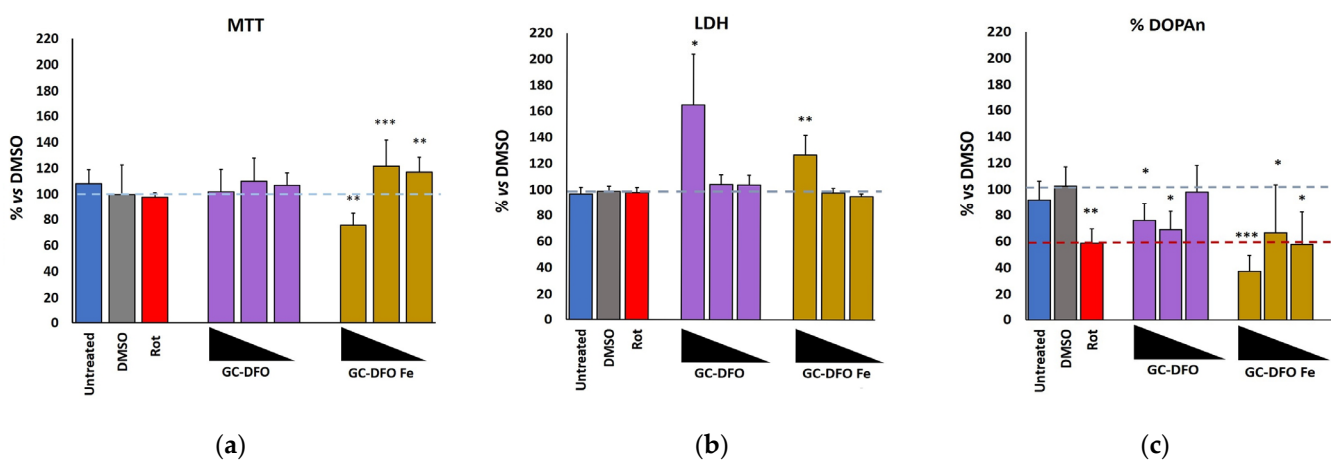 MTT
% vs DMSO
220
200
180
160
140
120
100
80
60
40
20
0
**
***
**
Untreated
DMSO
Rot
GC-DFO
GC-DFO Fe
(a)
LDH
% vs DMSO
220
200
180
160
140
120
100
80
60
40
20
0
*
**
Untreated
DMSO
Rot
GC-DFO
GC-DFO Fe
(b)
% DOPAn
% vs DMSO
220
200
180
160
140
120
100
80
60
40
20
0
**
*
*
***
*
*
Untreated
DMSO
Rot
GC-DFO
GC-DFO Fe
(c)